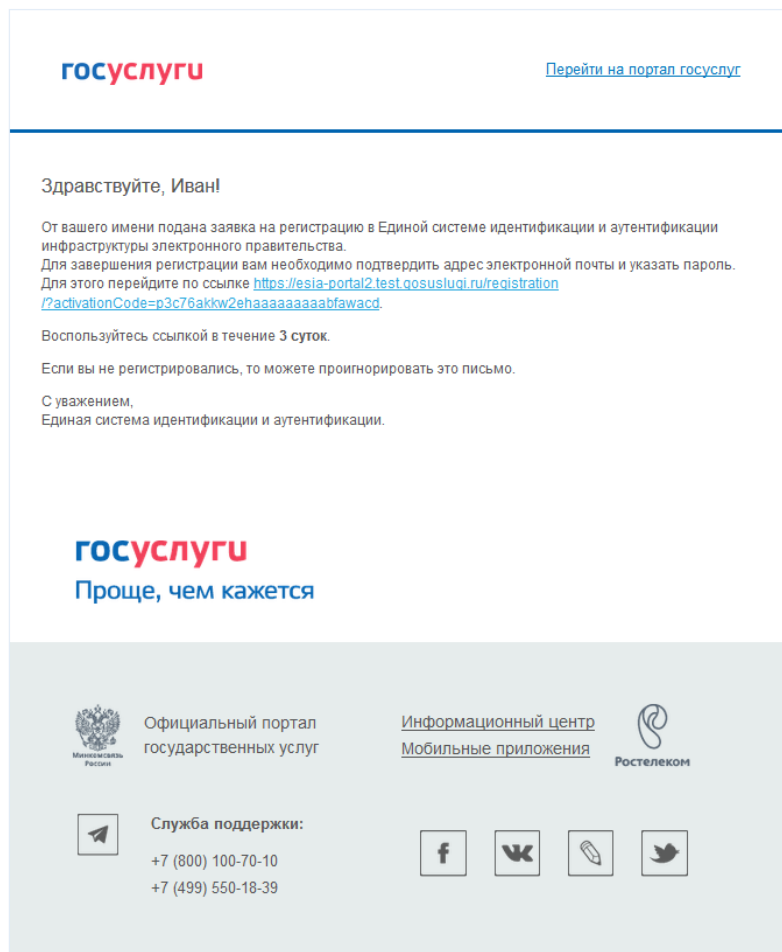 госуслуги
Перейти на портал госуслуг
Здравствуйте, Иван!
От вашего имени подана заявка на регистрацию в Единой системе идентификации и аутентификации
инфраструктуры электронного правительства.
Для завершения регистрации вам необходимо подтвердить адрес электронной почты и указать пароль.
Для этого перейдите по ссылке https://esia-portal2.test.gosuslugi.ru/registration
/?activationCode=p3c76akkw2ehaaaaaaaaabfawacd.
Воспользуйтесь ссылкой в течение 3 суток.
Если вы не регистрировались, то можете проигнорировать это письмо.
С уважением,
Единая система идентификации и аутентификации.
госуслуги
Проще, чем кажется
Минкомсвязь
России
Официальный портал
государственных услуг
Информационный центр
Мобильные приложения
Ростелеком
Служба поддержки:
+7 (800) 100-70-10
+7 (499) 550-18-39